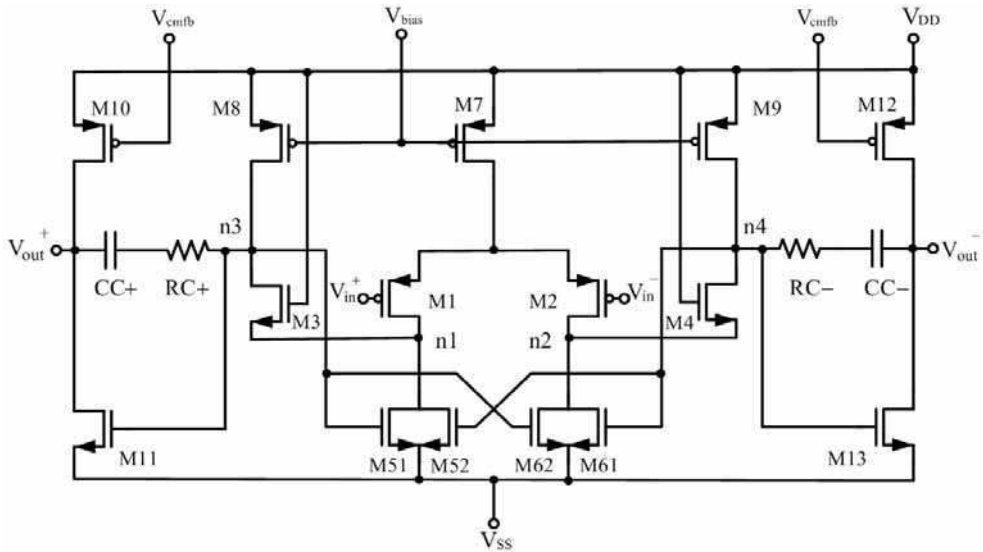 Vcmfb
Vbias
Vcmfb
VDD
M10
M8
M7
M9
M12
n3
n4
Vout+
CC+
RC+
Vin+
M1
M2
Vin−
RC−
CC−
Vout−
M3
M4
n1
n2
M11
M51
M52
M62
M61
M13
VSS